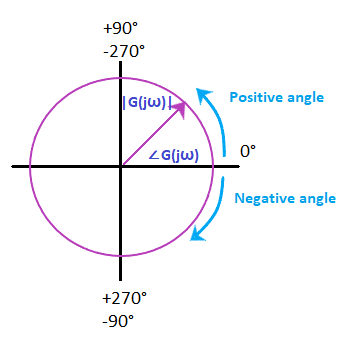 +90°
-270°
|G(jω)|
Positive angle
∠G(jω)
0°
Negative angle
+270°
-90°